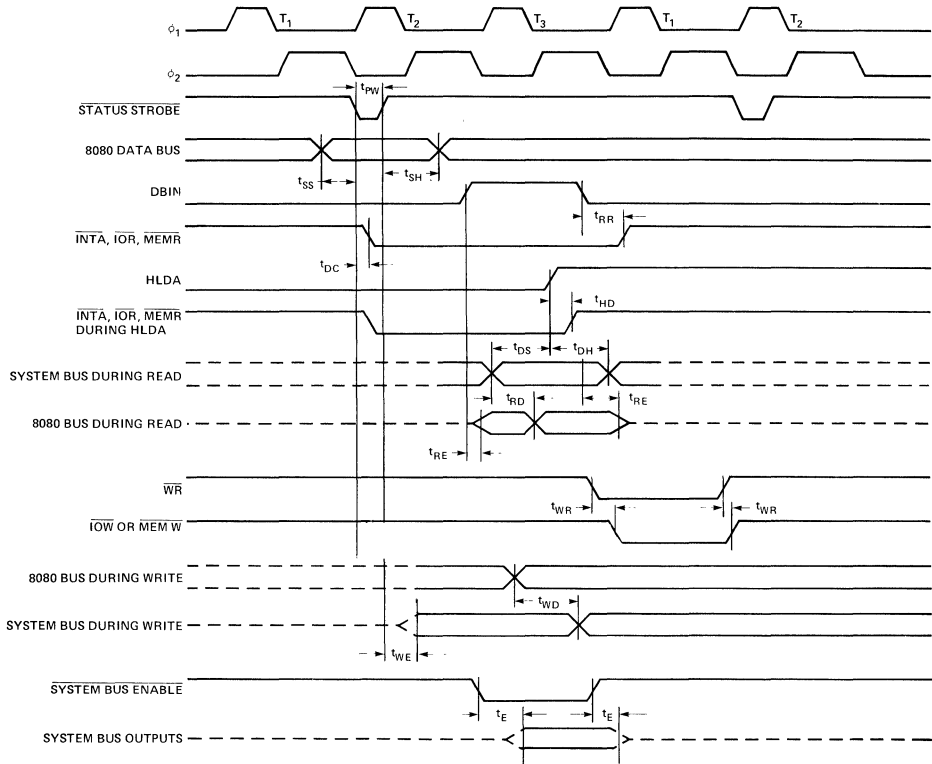 T1 T2 T3 T1 T2
ϕ1
ϕ2
tPW
STATUS STROBE
8080 DATA BUS
tSS tSH
DBIN
tRR
INTA, IOR, MEMR
tDC
HLDA
tHD
INTA, IOR, MEMR
DURING HLDA
tDS tDH
SYSTEM BUS DURING READ
tRD tRE
8080 BUS DURING READ
tRE
WR
tWR tWR
IOW OR MEM W
8080 BUS DURING WRITE
tWD
SYSTEM BUS DURING WRITE
tWE
SYSTEM BUS ENABLE
tE tE
SYSTEM BUS OUTPUTS